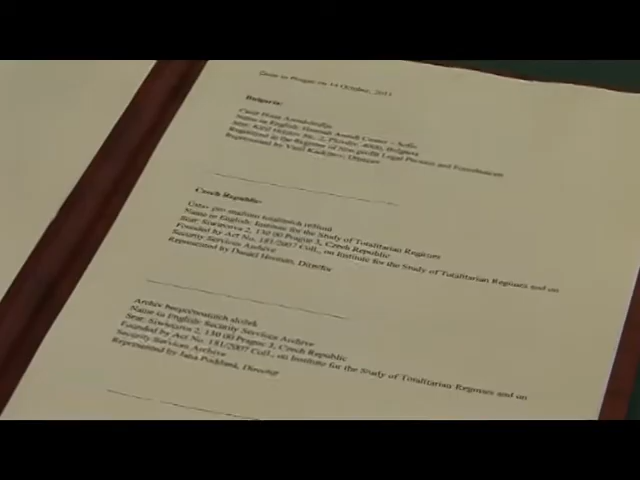 Done in Prague on 14 October, 2011
Bulgaria:
Name in English: Hannah Arendt Center – Sofia
Seat: No. 2, Plovdiv, 4000, Bulgaria
Registered in the Register of Non-profit Legal Persons and
Represented by Vasil Director
Czech Republic:
Ústav pro studium totalitních režimů
Name in English: Institute for the Study of Totalitarian Regimes
Seat: Siwiecova 2, 130 00 Prague 3, Czech Republic
Founded by Act No. 181/2007 Coll., on Institute for the Study of Totalitarian Regimes and on
Security Services Archive
Represented by Daniel Herman, Director
Archiv bezpečnostních složek
Name in English: Security Services Archive
Seat: Siwiecova 2, 130 00 Prague 3, Czech Republic
Founded by Act No. 181/2007 Coll., on Institute for the Study of Totalitarian Regimes and on
Security Services Archive
Represented by Director